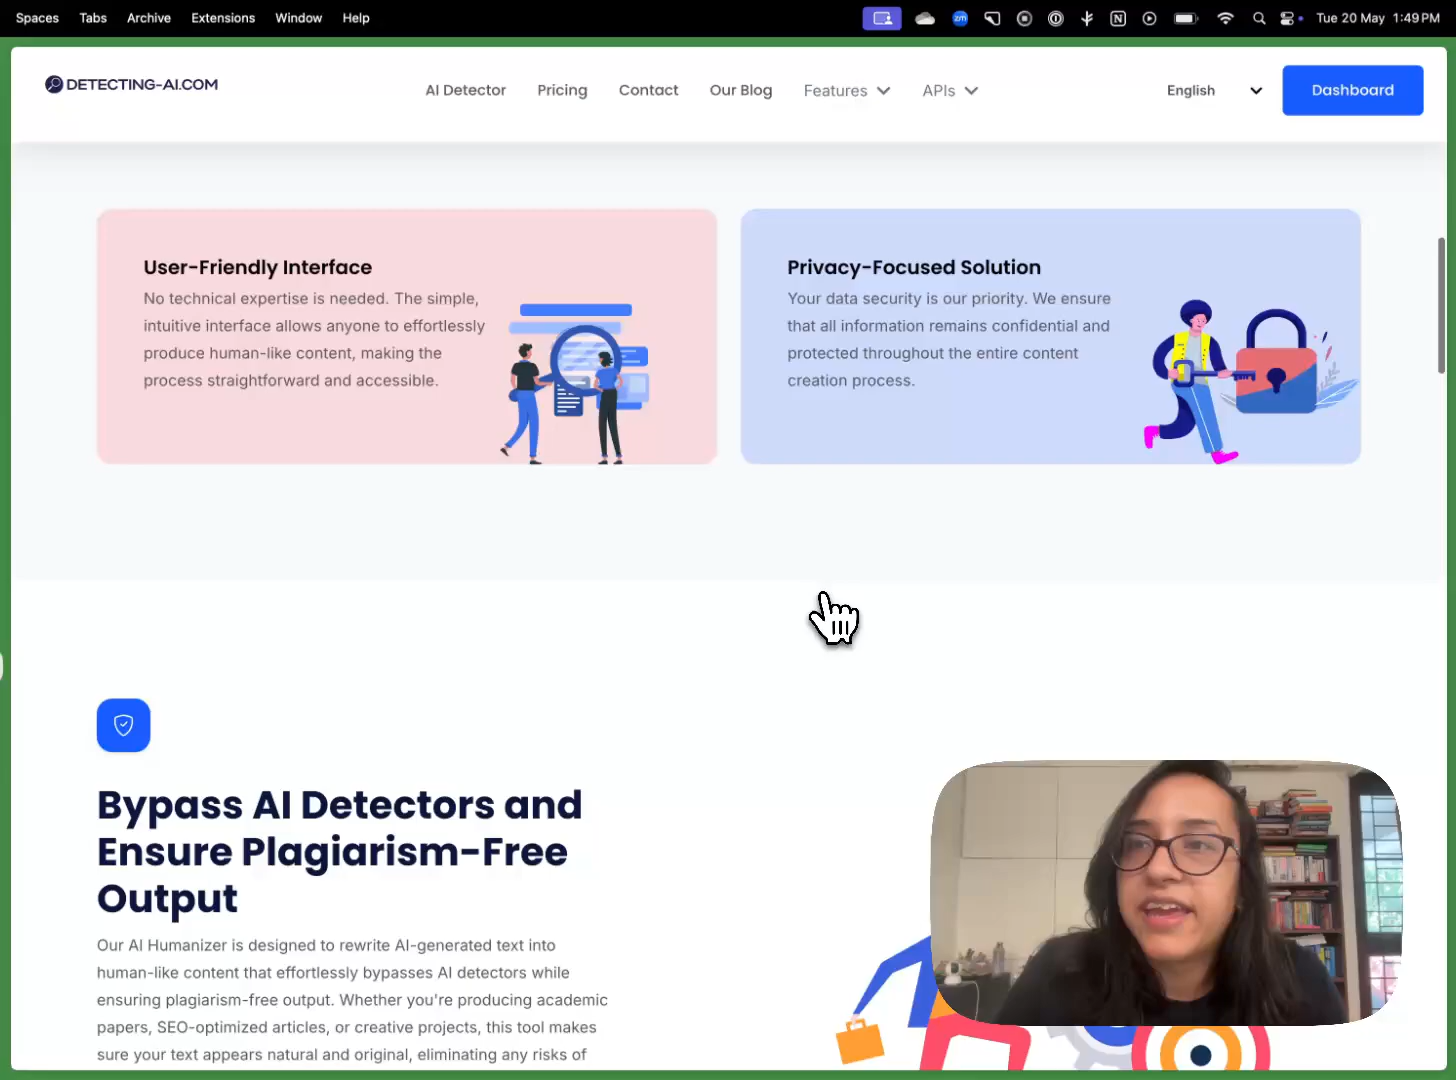 Spaces Tabs Archive Extensions Window Help
zm
N
Tue 20 May 1:49PM
DETECTING-AI.COM
AI Detector Pricing Contact Our Blog Features APIs English Dashboard
User-Friendly Interface
No technical expertise is needed. The simple,
intuitive interface allows anyone to effortlessly
produce human-like content, making the
process straightforward and accessible.
Privacy-Focused Solution
Your data security is our priority. We ensure
that all information remains confidential and
protected throughout the entire content
creation process.
Bypass AI Detectors and
Ensure Plagiarism-Free
Output
Our AI Humanizer is designed to rewrite AI-generated text into
human-like content that effortlessly bypasses AI detectors while
ensuring plagiarism-free output. Whether you're producing academic
papers, SEO-optimized articles, or creative projects, this tool makes
sure your text appears natural and original, eliminating any risks of